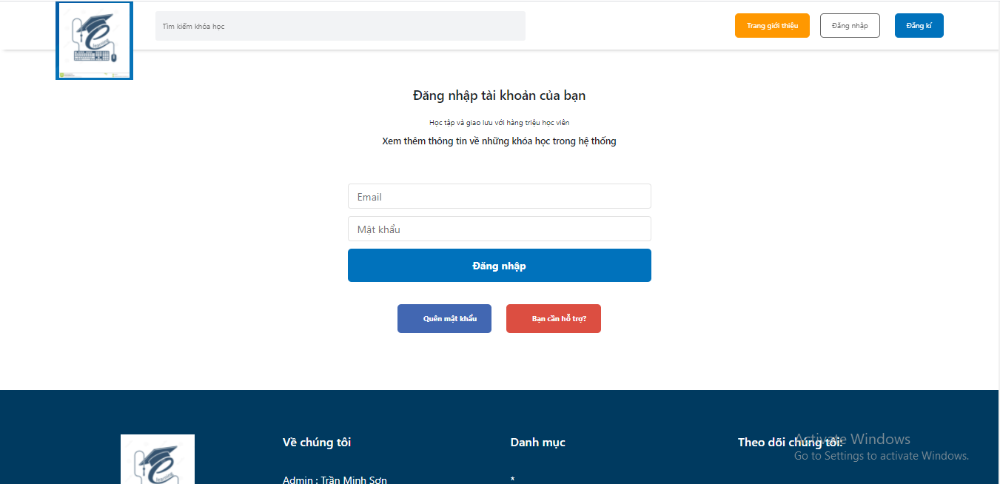 Tìm kiếm khóa học
Trang giới thiệu
Đăng nhập
Đăng kí
Đăng nhập tài khoản của bạn
Học tập và giao lưu với hàng triệu học viên
Xem thêm thông tin về những khóa học trong hệ thống
Email
Mật khẩu
Đăng nhập
Quên mật khẩu
Bạn cần hỗ trợ?
Về chúng tôi
Danh mục
Theo dõi chúng tôi:
Activate Windows
Go to Settings to activate Windows.
Admin : Trần Minh Sơn
*